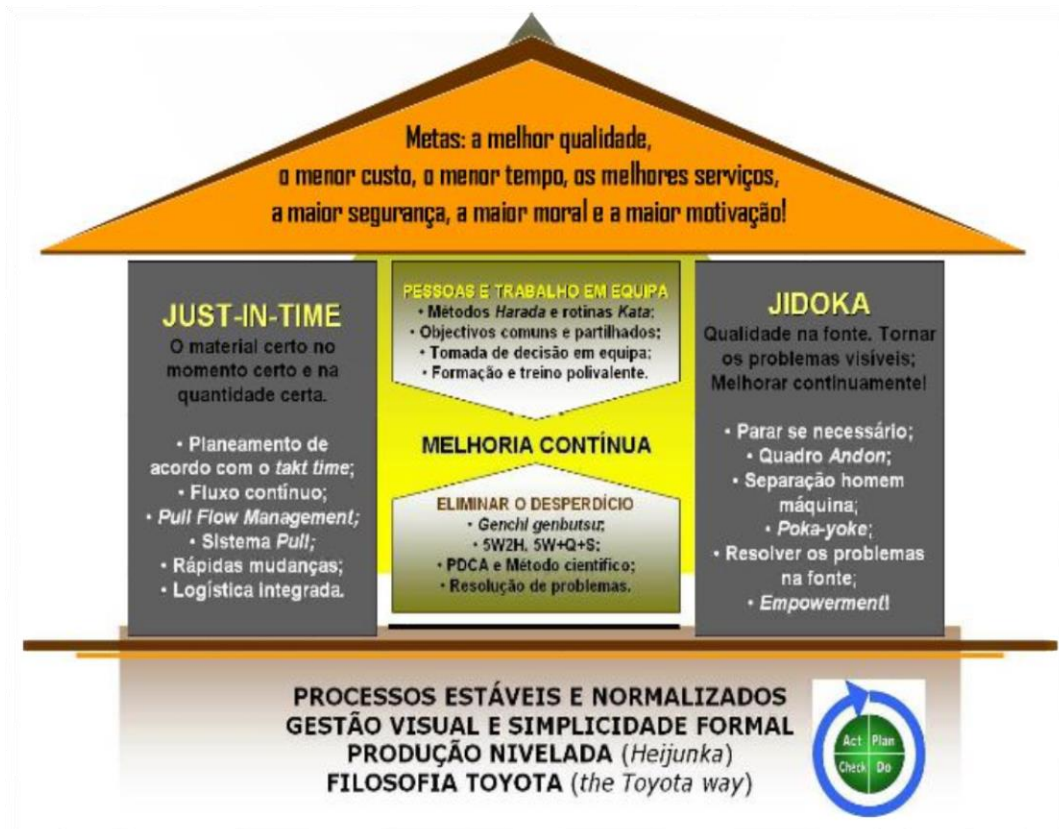 Metas: a melhor qualidade,
o menor custo, o menor tempo, os melhores serviços,
a maior segurança, a maior moral e a maior motivação!
JUST-IN-TIME
O material certo no
momento certo e na
quantidade certa.
• Planeamento de
acordo com o takt time;
• Fluxo contínuo;
• Pull Flow Management;
• Sistema Pull;
• Rápidas mudanças;
• Logística integrada.
PESSOAS E TRABALHO EM EQUIPA
• Métodos Harada e rotinas Kata;
• Objectivos comuns e partilhados;
• Tomada de decisão em equipa;
• Formação e treino polivalente.
MELHORIA CONTÍNUA
ELIMINAR O DESPERDÍCIO
• Genchi genbutsu;
• 5W2H, 5W+Q+S;
• PDCA e Método científico;
• Resolução de problemas.
JIDOKA
Qualidade na fonte. Tornar
os problemas visíveis;
Melhorar continuamente!
• Parar se necessário;
• Quadro Andon;
• Separação homem
máquina;
• Poka-yoke;
• Resolver os problemas
na fonte;
• Empowerment!
PROCESSOS ESTÁVEIS E NORMALIZADOS
GESTÃO VISUAL E SIMPLICIDADE FORMAL
PRODUÇÃO NIVELADA (Heijunka)
FILOSOFIA TOYOTA (the Toyota way)
Act Plan
Check Do